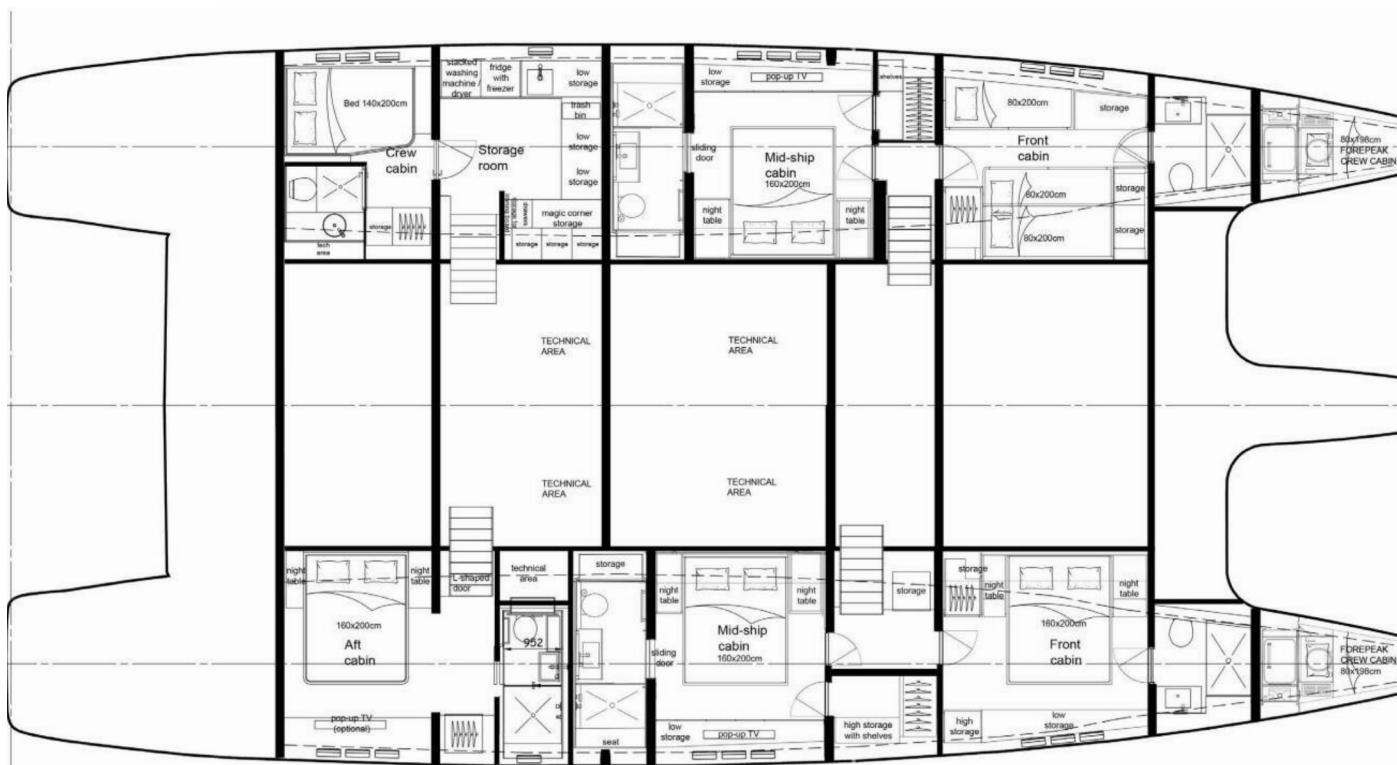 stacked
washing
machine /
dryer
fridge
with
freezer
low
storage
Bed 140x200cm
Crew
cabin
Storage
room
trash
bin
low
storage
low
storage
magic corner
storage
drawers
storage
storage
storage
storage
tech
area
low
storage
pop-up TV
sliding
door
Mid-ship
cabin
160x200cm
night
table
night
table
shelves
80x200cm
storage
Front
cabin
80x200cm
80x200cm
storage
storage
80x198cm
FOREPEAK
CREW CABIN
TECHNICAL
AREA
TECHNICAL
AREA
TECHNICAL
AREA
TECHNICAL
AREA
night
table
night
table
L-shaped
door
160x200cm
Aft
cabin
pop-up TV
(optional)
technical
area
952
storage
seat
sliding
door
night
table
night
table
Mid-ship
cabin
160x200cm
low
storage
pop-up TV
storage
high storage
with shelves
storage
night
table
night
table
160x200cm
Front
cabin
high
storage
low
storage
FOREPEAK
CREW CABIN
80x198cm